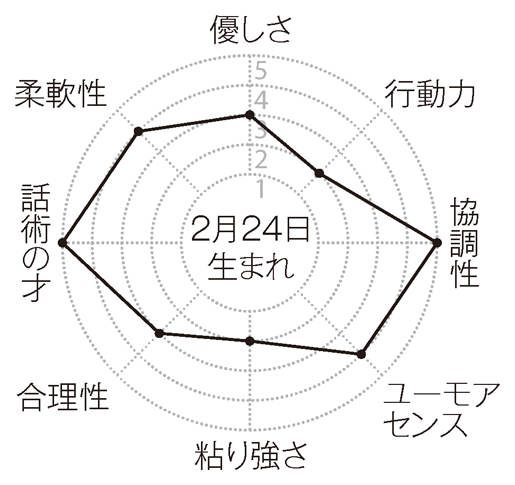 優しさ
行動力
協調性
ユーモア
センス
粘り強さ
合理性
話術の才
柔軟性
5
4
3
2
1
2月24日
生まれ